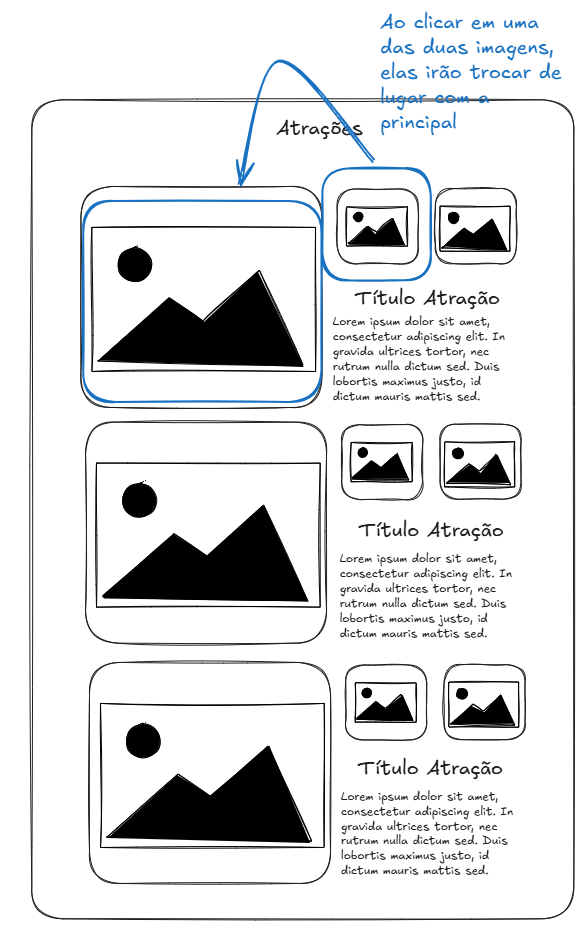 Ao clicar em uma
das duas imagens,
elas irão trocar de
lugar com a
principal
Atrações
Título Atração
Lorem ipsum dolor sit amet,
consectetur adipiscing elit. In
gravida ultrices tortor, nec
rutrum nulla dictum sed. Duis
lobortis maximus justo, id
dictum mauris mattis sed.
Título Atração
Lorem ipsum dolor sit amet,
consectetur adipiscing elit. In
gravida ultrices tortor, nec
rutrum nulla dictum sed. Duis
lobortis maximus justo, id
dictum mauris mattis sed.
Título Atração
Lorem ipsum dolor sit amet,
consectetur adipiscing elit. In
gravida ultrices tortor, nec
rutrum nulla dictum sed. Duis
lobortis maximus justo, id
dictum mauris mattis sed.